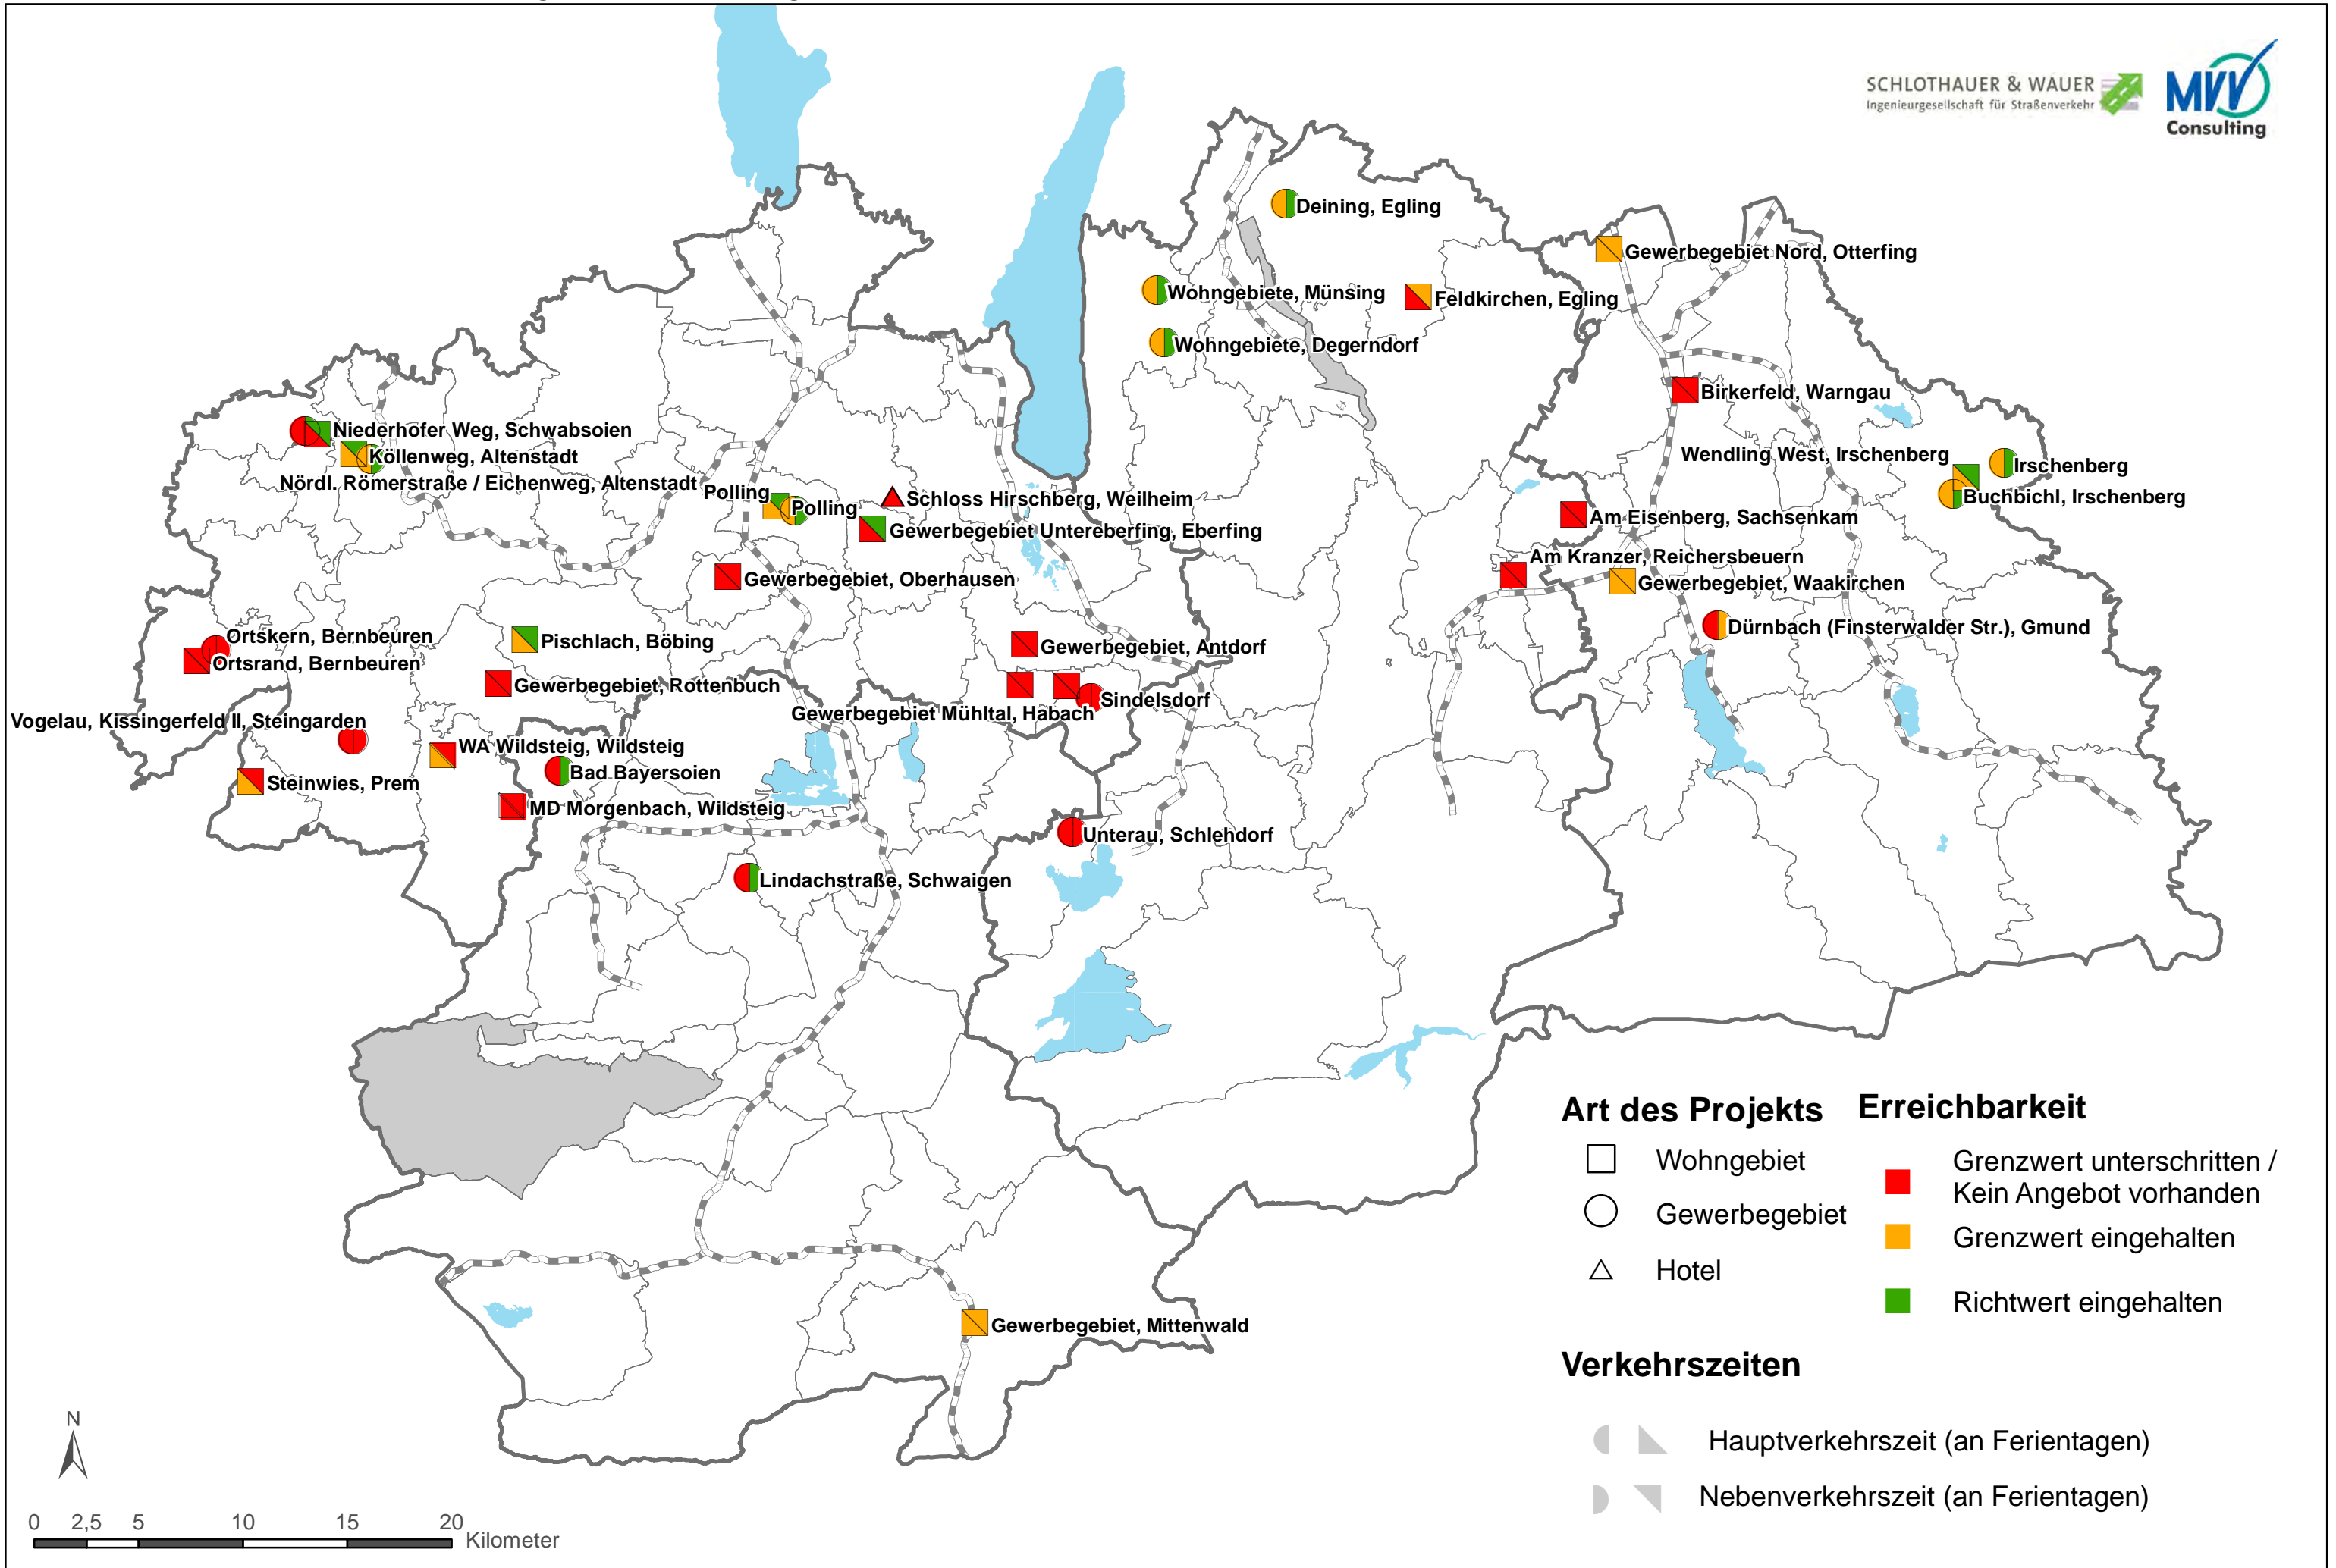 SCHLOTHAUER & WAUER
Ingenieurgesellschaft für Straßenverkehr
MVV
Consulting
Deining, Egling
Gewerbegebiet Nord, Otterfing
Wohngebiete, Münsing
Feldkirchen, Egling
Wohngebiete, Degerndorf
Birkerfeld, Warngau
Niederhofer Weg, Schwabsoien
Köllenweg, Altenstadt
Wendling West, Irschenberg
Irschenberg
Nördl. Römerstraße / Eichenweg, Altenstadt
Polling
Polling
Schloss Hirschberg, Weilheim
Buchbichl, Irschenberg
Gewerbegebiet Untereberfing, Eberfing
Am Eisenberg, Sachsenkam
Am Kranzer, Reichersbeuern
Gewerbegebiet, Oberhausen
Gewerbegebiet, Waakirchen
Dürnbach (Finsterwalder Str.), Gmund
Ortskern, Bernbeuren
Pischlach, Böbing
Gewerbegebiet, Antdorf
Ortsrand, Bernbeuren
Gewerbegebiet, Rottenbuch
Sindelsdorf
Gewerbegebiet Mühltal, Habach
Vogelau, Kissingerfeld II, Steingarden
WA Wildsteig, Wildsteig
Bad Bayersoien
Steinwies, Prem
MD Morgenbach, Wildsteig
Unterau, Schlehdorf
Lindachstraße, Schwaigen
Gewerbegebiet, Mittenwald
Art des Projekts
Wohngebiet
Gewerbegebiet
Hotel
Erreichbarkeit
Grenzwert unterschritten /
Kein Angebot vorhanden
Grenzwert eingehalten
Richtwert eingehalten
Verkehrszeiten
Hauptverkehrszeit (an Ferientagen)
Nebenverkehrszeit (an Ferientagen)
N
0 2,5 5 10 15 20
Kilometer